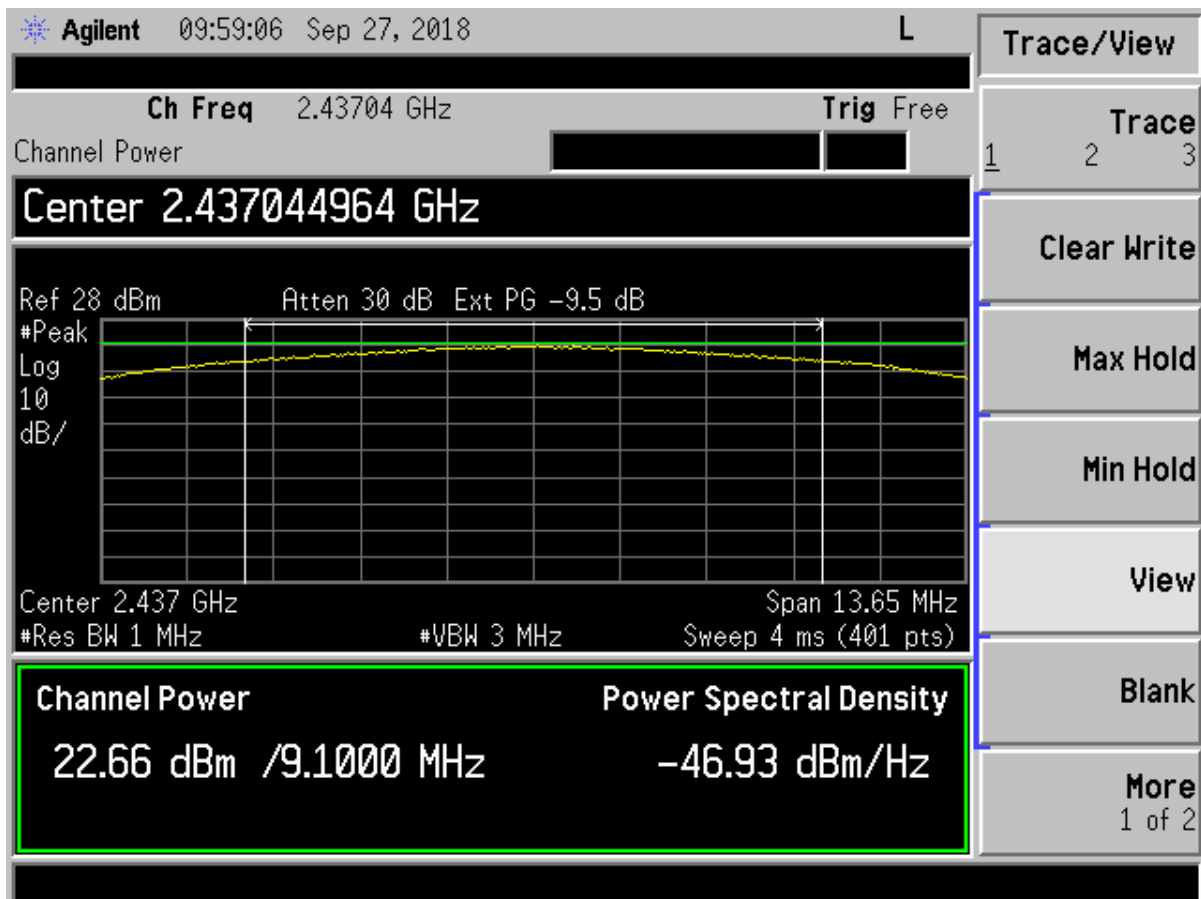 Agilent 09:59:06 Sep 27, 2018 L
Trace/View
Ch Freq 2.43704 GHz Trig Free
Channel Power
Trace
1 2 3
Center 2.437044964 GHz
Clear Write
Ref 28 dBm Atten 30 dB Ext PG -9.5 dB
#Peak
Log
10
dB/
Max Hold
Min Hold
Center 2.437 GHz Span 13.65 MHz
#Res BW 1 MHz #VBW 3 MHz Sweep 4 ms (401 pts)
View
Channel Power Power Spectral Density
22.66 dBm /9.1000 MHz -46.93 dBm/Hz
Blank
More
1 of 2